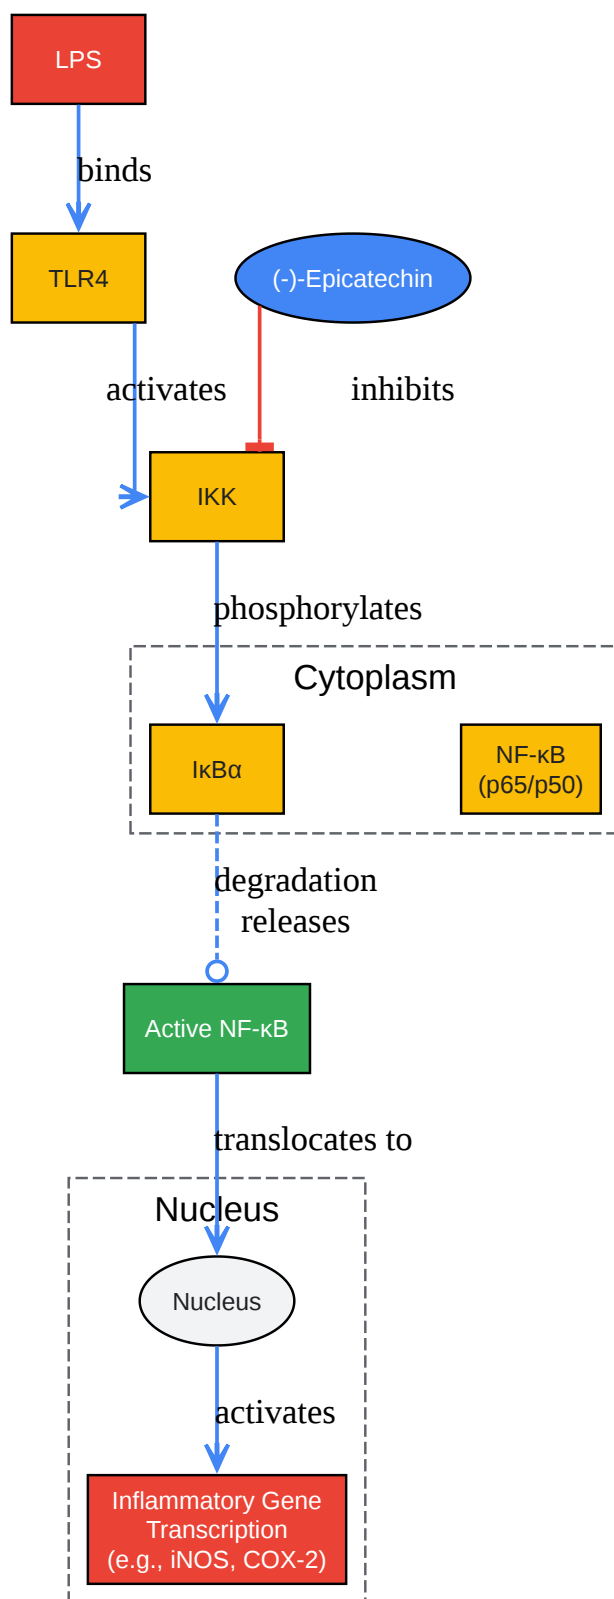 LPS
binds
TLR4
(-)-Epicatechin
activates
inhibits
IKK
phosphorylates
Cytoplasm
IκBα
NF-κB
(p65/p50)
degradation
releases
Active NF-κB
translocates to
Nucleus
Nucleus
activates
Inflammatory Gene
Transcription
(e.g., iNOS, COX-2)